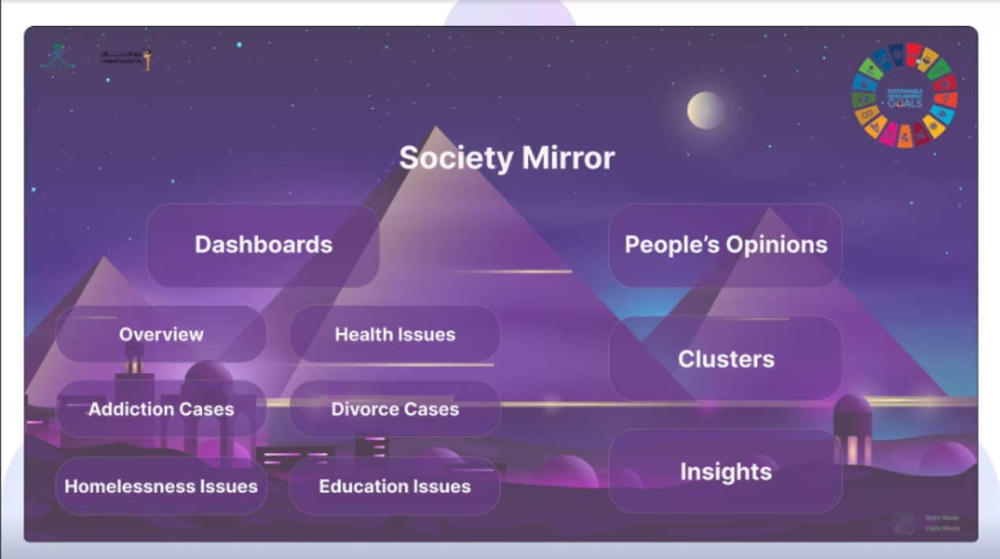 SUSTAINABLE
DEVELOPMENT
GOALS
Society Mirror
Dashboards
People's Opinions
Overview
Health Issues
Clusters
Addiction Cases
Divorce Cases
Insights
Homelessness Issues
Education Issues
Dark Mode
Light Mode